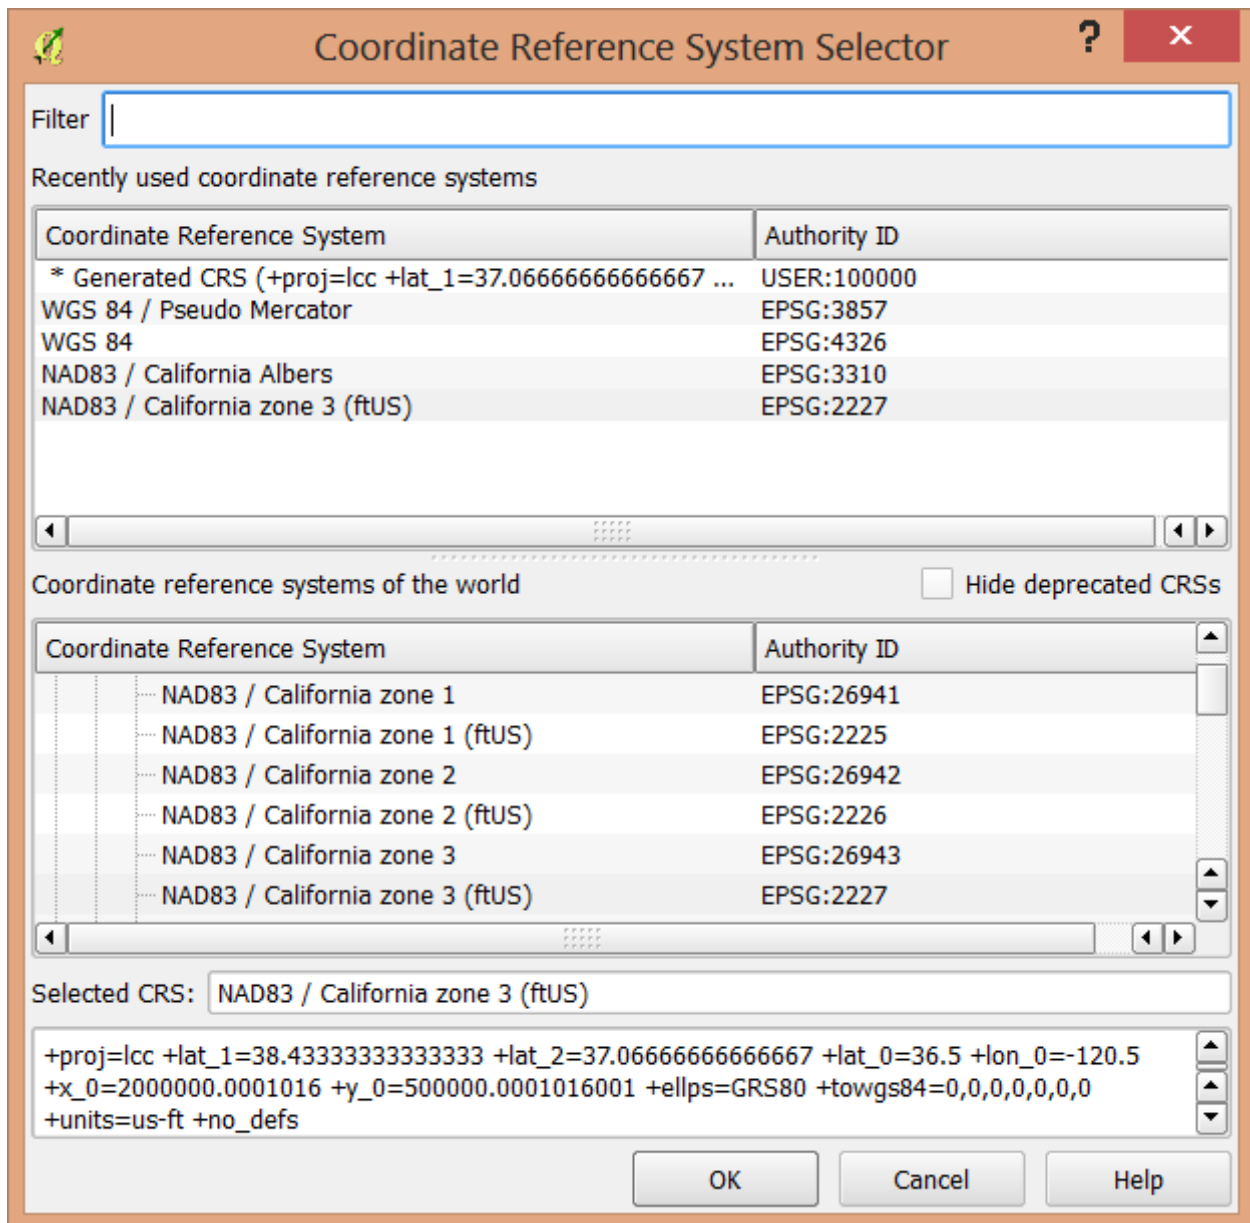 Coordinate Reference System Selector ? ×
Filter
Recently used coordinate reference systems
Coordinate Reference System Authority ID
* Generated CRS (+proj=lcc +lat_1=37.06666666666667 ... USER:100000
WGS 84 / Pseudo Mercator EPSG:3857
WGS 84 EPSG:4326
NAD83 / California Albers EPSG:3310
NAD83 / California zone 3 (ftUS) EPSG:2227
Coordinate reference systems of the world Hide deprecated CRSs
Coordinate Reference System Authority ID
NAD83 / California zone 1 EPSG:26941
NAD83 / California zone 1 (ftUS) EPSG:2225
NAD83 / California zone 2 EPSG:26942
NAD83 / California zone 2 (ftUS) EPSG:2226
NAD83 / California zone 3 EPSG:26943
NAD83 / California zone 3 (ftUS) EPSG:2227
Selected CRS: NAD83 / California zone 3 (ftUS)
+proj=lcc +lat_1=38.43333333333333 +lat_2=37.06666666666667 +lat_0=36.5 +lon_0=-120.5
+x_0=2000000.0001016 +y_0=500000.0001016001 +ellps=GRS80 +towgs84=0,0,0,0,0,0,0
+units=us-ft +no_defs
OK Cancel Help